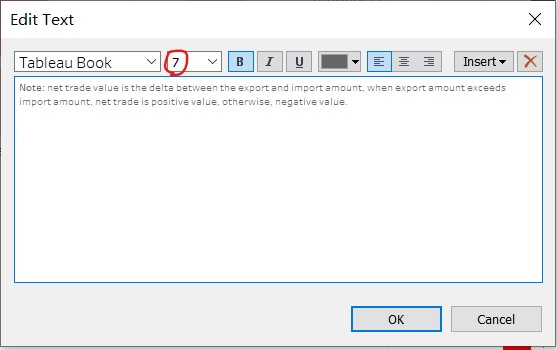 Edit Text
Tableau Book 7 B I U Insert
Note: net trade value is the delta between the export and import amount, when export amount exceeds
import amount, net trade is positive value, otherwise, negative value.
OK Cancel